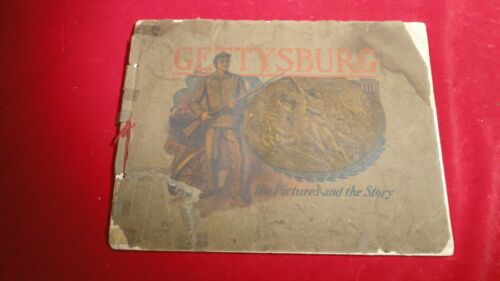 GETTYSBURG
The Pictures and the Story